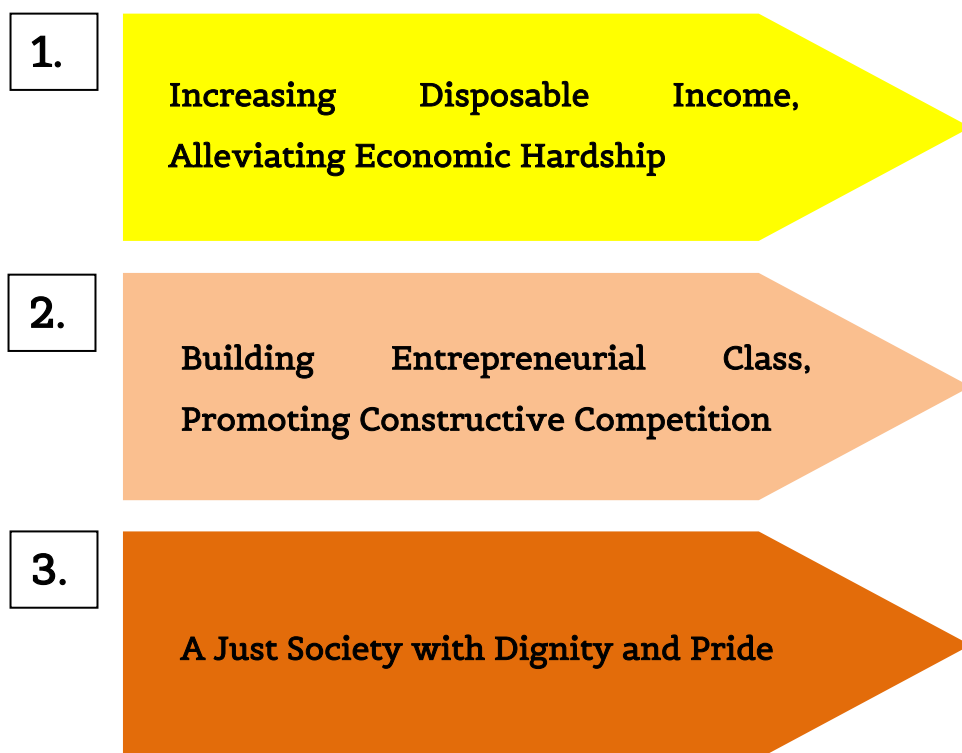 1.
Increasing Disposable Income,
Alleviating Economic Hardship
2.
Building Entrepreneurial Class,
Promoting Constructive Competition
3.
A Just Society with Dignity and Pride